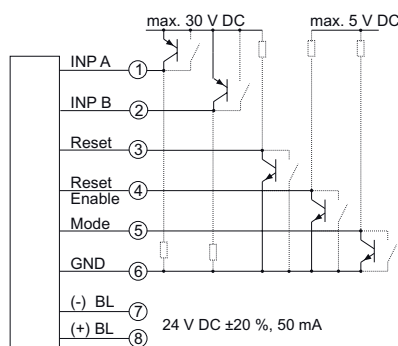 max. 30 V DC max. 5 V DC
INP A 1
INP B 2
Reset 3
Reset Enable 4
Mode 5
GND 6
(-) BL 7
24 V DC ±20 %, 50 mA
(+) BL 8